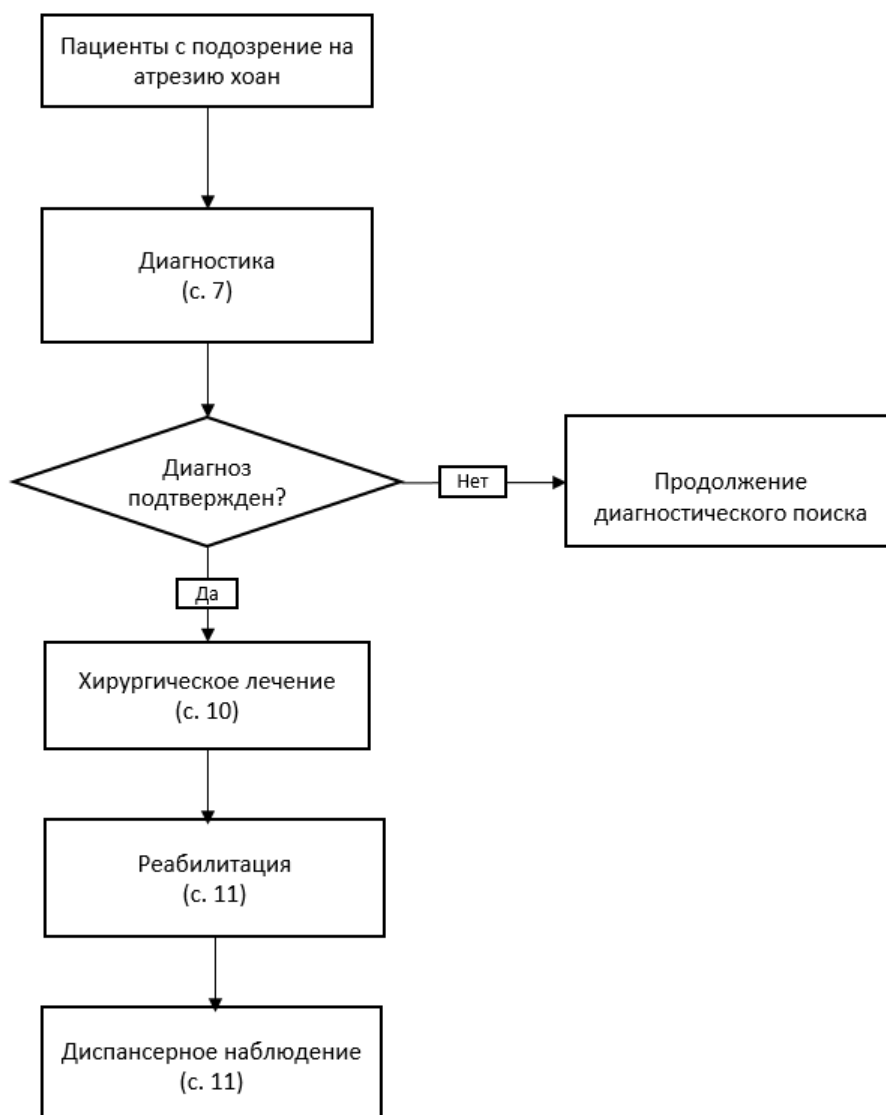 Пациенты с подозрение на
атрезию хоан
Диагностика
(с. 7)
Диагноз
подтвержден?
Нет
Продолжение
диагностического поиска
Да
Хирургическое лечение
(с. 10)
Реабилитация
(с. 11)
Диспансерное наблюдение
(с. 11)